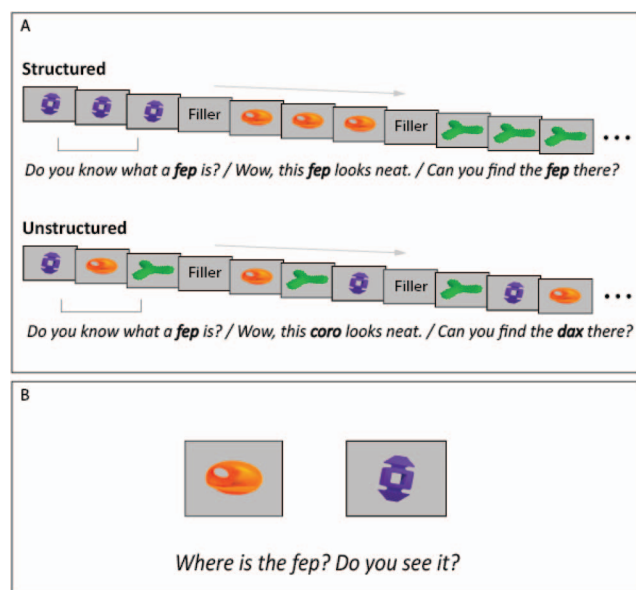 A
Structured
Filler
Filler
Do you know what a fep is? / Wow, this fep looks neat. / Can you find the fep there?
Unstructured
Filler
Filler
Do you know what a fep is? / Wow, this coro looks neat. / Can you find the dax there?
B
Where is the fep? Do you see it?